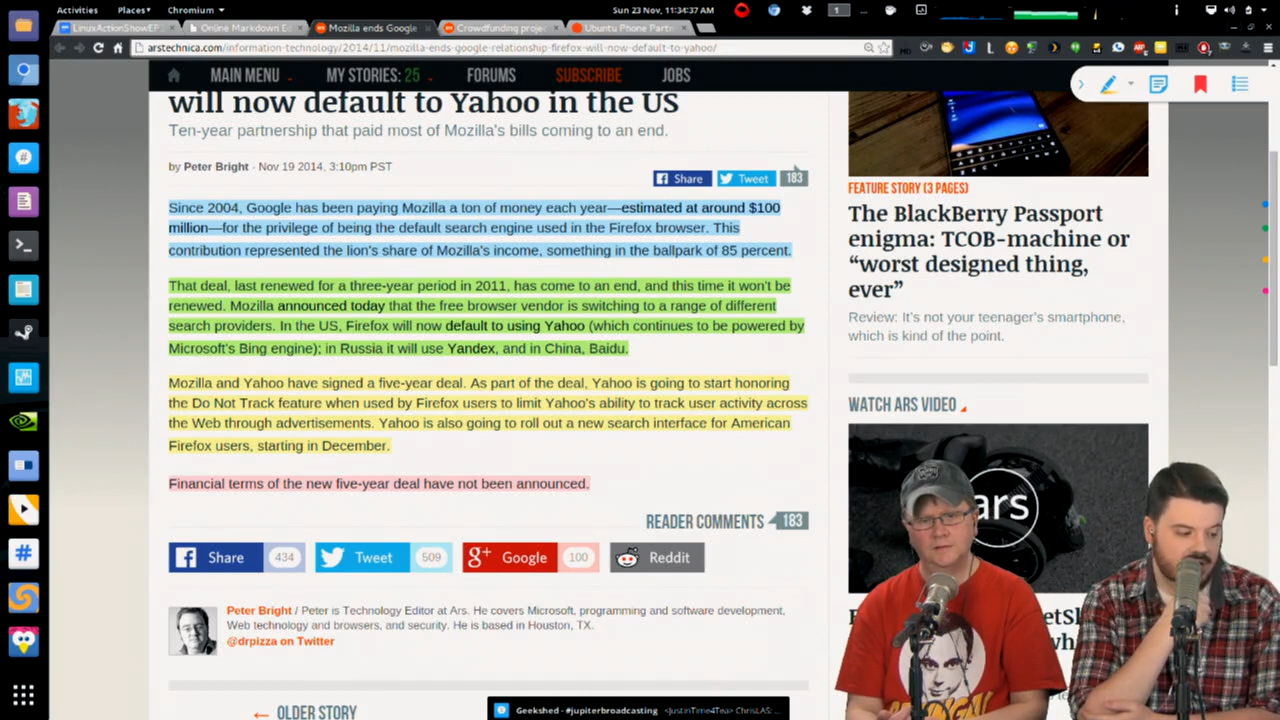 Activities Places Chromium Sun 23 Nov, 11:34:37 AM 1
LinuxActionShowEP Online Markdown Ed Mozilla ends Google Crowdfunding projec Ubuntu Phone Partn
arstechnica.com/information-technology/2014/11/mozilla-ends-google-relationship-firefox-will-now-default-to-yahoo/
MAIN MENU MY STORIES: 25 FORUMS SUBSCRIBE JOBS
will now default to Yahoo in the US
Ten-year partnership that paid most of Mozilla's bills coming to an end.
by Peter Bright - Nov 19 2014, 3:10pm PST
Share Tweet 183
Since 2004, Google has been paying Mozilla a ton of money each year—estimated at around $100
million—for the privilege of being the default search engine used in the Firefox browser. This
contribution represented the lion's share of Mozilla's income, something in the ballpark of 85 percent.
That deal, last renewed for a three-year period in 2011, has come to an end, and this time it won't be
renewed. Mozilla announced today that the free browser vendor is switching to a range of different
search providers. In the US, Firefox will now default to using Yahoo (which continues to be powered by
Microsoft's Bing engine); in Russia it will use Yandex, and in China, Baidu.
Mozilla and Yahoo have signed a five-year deal. As part of the deal, Yahoo is going to start honoring
the Do Not Track feature when used by Firefox users to limit Yahoo's ability to track user activity across
the Web through advertisements. Yahoo is also going to roll out a new search interface for American
Firefox users, starting in December.
Financial terms of the new five-year deal have not been announced.
READER COMMENTS 183
Share 434 Tweet 509 Google 100 Reddit
Peter Bright / Peter is Technology Editor at Ars. He covers Microsoft, programming and software development,
Web technology and browsers, and security. He is based in Houston, TX.
@drpizza on Twitter
← OLDER STORY
Geekshed - #jupiterbroadcasting <JustinTime4Tea> ChrisLAS: ...
FEATURE STORY (3 PAGES)
The BlackBerry Passport
enigma: TCOB-machine or
“worst designed thing,
ever”
Review: It's not your teenager's smartphone,
which is kind of the point.
WATCH ARS VIDEO
ars